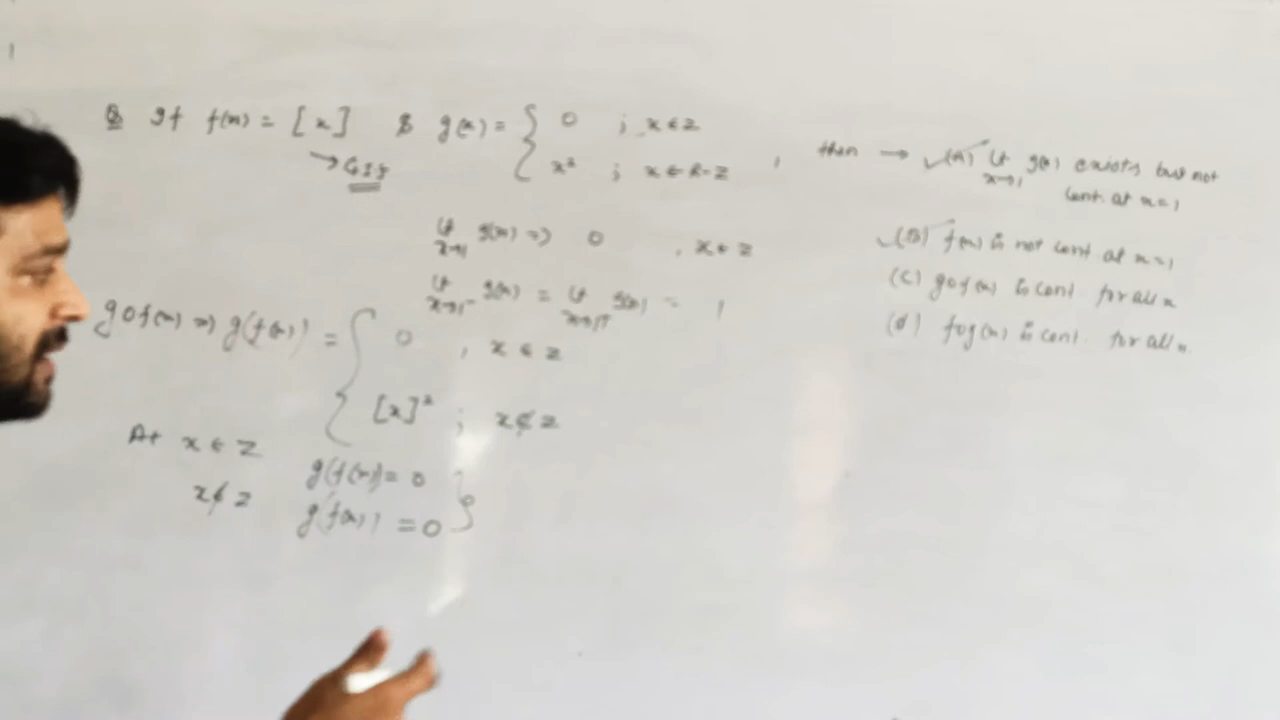 Q If f(x) = [x] & g(x) = { 0 ; x ∈ Z
x² ; x ∈ R-Z , then → (A) lt x→1 g(x) exists but not
cont. at x=1
→ G.I.F
(B) f(x) is not cont at x=1
(C) gof(x) is cont for all x
(d) fog(x) is cont. for all x.
lt x→1 g(x) ⇒ 0 , x ∈ Z
lt x→1⁻ g(x) = lt x→1⁺ g(x) = 1
gof(x) ⇒ g(f(x)) = { 0 , x ∈ Z
[x]² ; x ∉ Z
At x ∈ Z g(f(x)) = 0
x ∉ Z g(f(x)) = 0 }